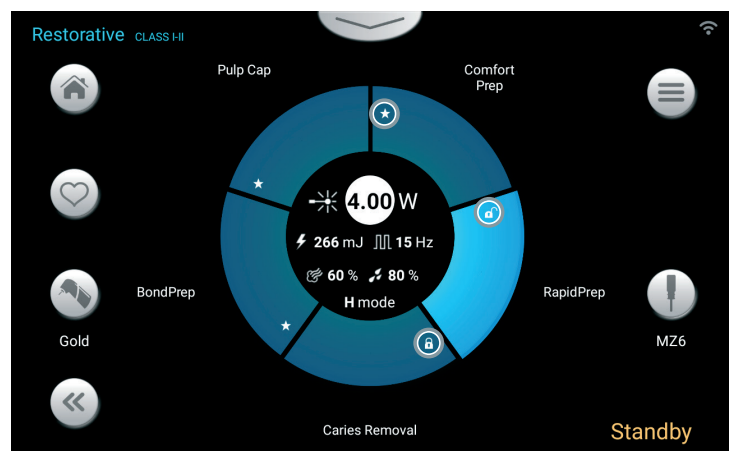 Restorative CLASS I-II
Pulp Cap
Comfort
Prep
4.00 W
266 mJ 15 Hz
60 % 80 %
H mode
BondPrep
RapidPrep
Gold
MZ6
Caries Removal
Standby